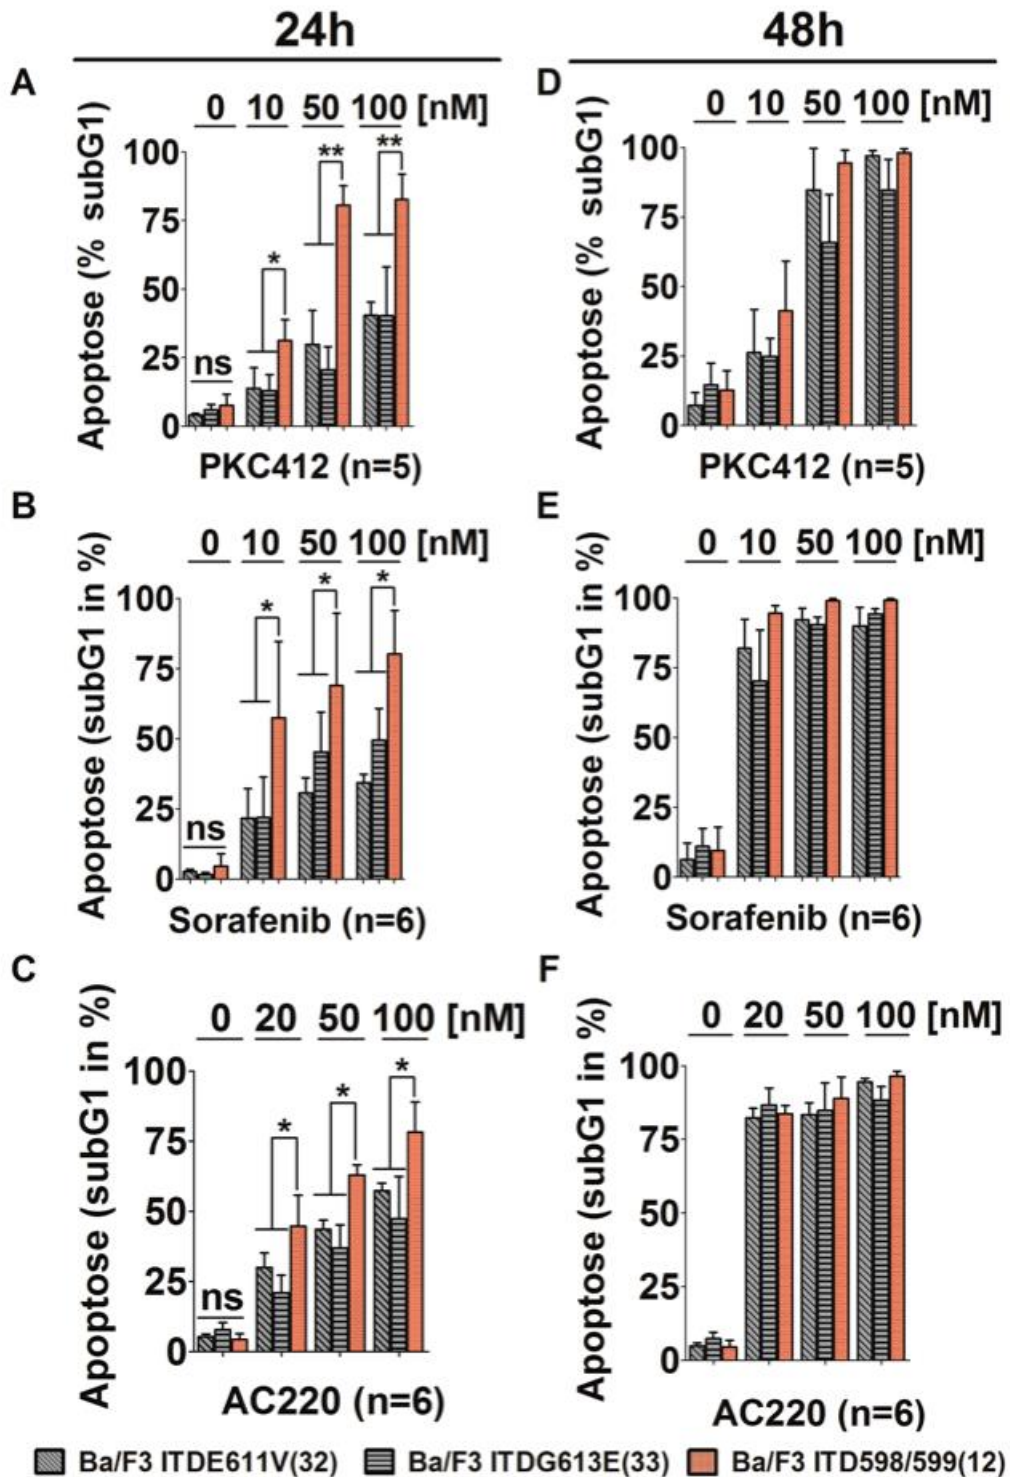 24h
48h
A
0 10 50 100 [nM]
Apoptose (% subG1)
100
75
50
25
0
ns
*
**
**
PKC412 (n=5)
D
0 10 50 100 [nM]
Apoptose (% subG1)
100
75
50
25
0
PKC412 (n=5)
B
0 10 50 100 [nM]
Apoptose (subG1 in %)
100
75
50
25
0
ns
*
*
*
Sorafenib (n=6)
E
0 10 50 100 [nM]
Apoptose (subG1 in %)
100
75
50
25
0
Sorafenib (n=6)
C
0 20 50 100 [nM]
Apoptose (subG1 in %)
100
75
50
25
0
ns
*
*
*
AC220 (n=6)
F
0 20 50 100 [nM]
Apoptose (subG1 in %)
100
75
50
25
0
AC220 (n=6)
Ba/F3 ITDE611V(32) Ba/F3 ITDG613E(33) Ba/F3 ITD598/599(12)